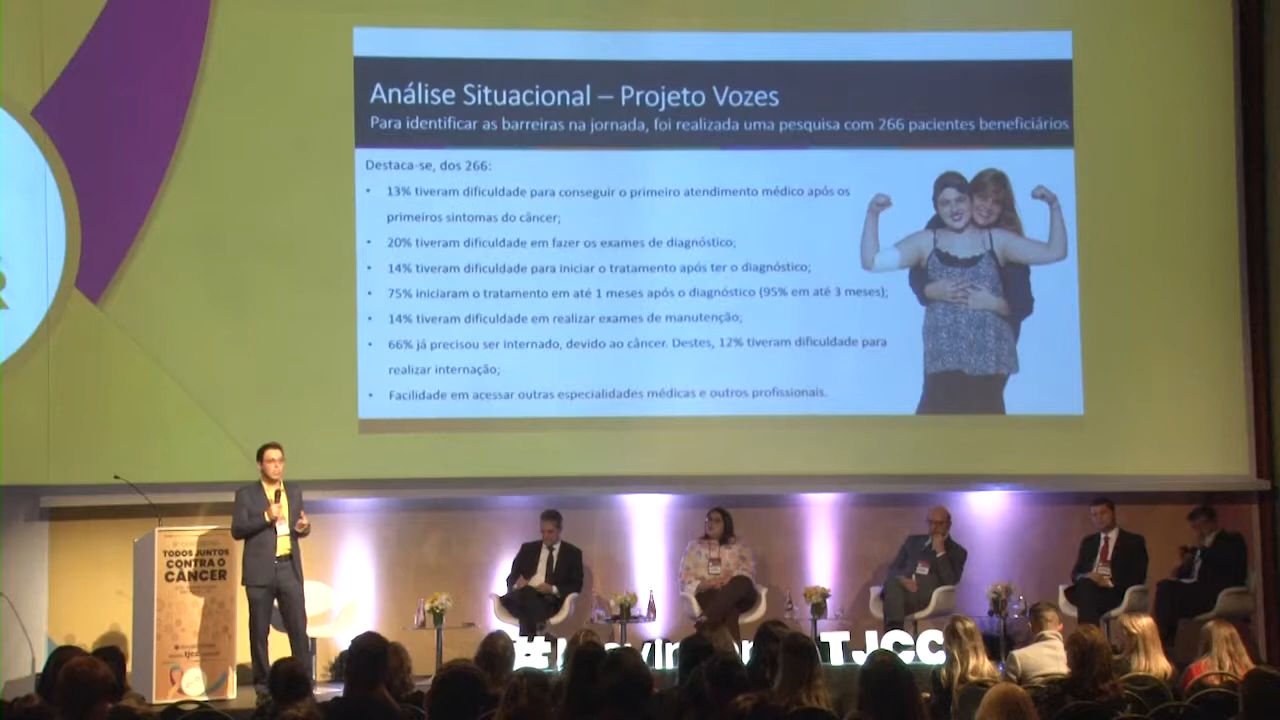 Análise Situacional – Projeto Vozes
Para identificar as barreiras na jornada, foi realizada uma pesquisa com 266 pacientes beneficiários
Destaca-se, dos 266:
• 13% tiveram dificuldade para conseguir o primeiro atendimento médico após os
primeiros sintomas do câncer;
• 20% tiveram dificuldade em fazer os exames de diagnóstico;
• 14% tiveram dificuldade para iniciar o tratamento após ter o diagnóstico;
• 75% iniciaram o tratamento em até 1 meses após o diagnóstico (95% em até 3 meses);
• 14% tiveram dificuldade em realizar exames de manutenção;
• 66% já precisou ser internado, devido ao câncer. Destes, 12% tiveram dificuldade para
realizar internação;
• Facilidade em acessar outras especialidades médicas e outros profissionais.
TODOS JUNTOS
CONTRA O
CÂNCER
TJCC